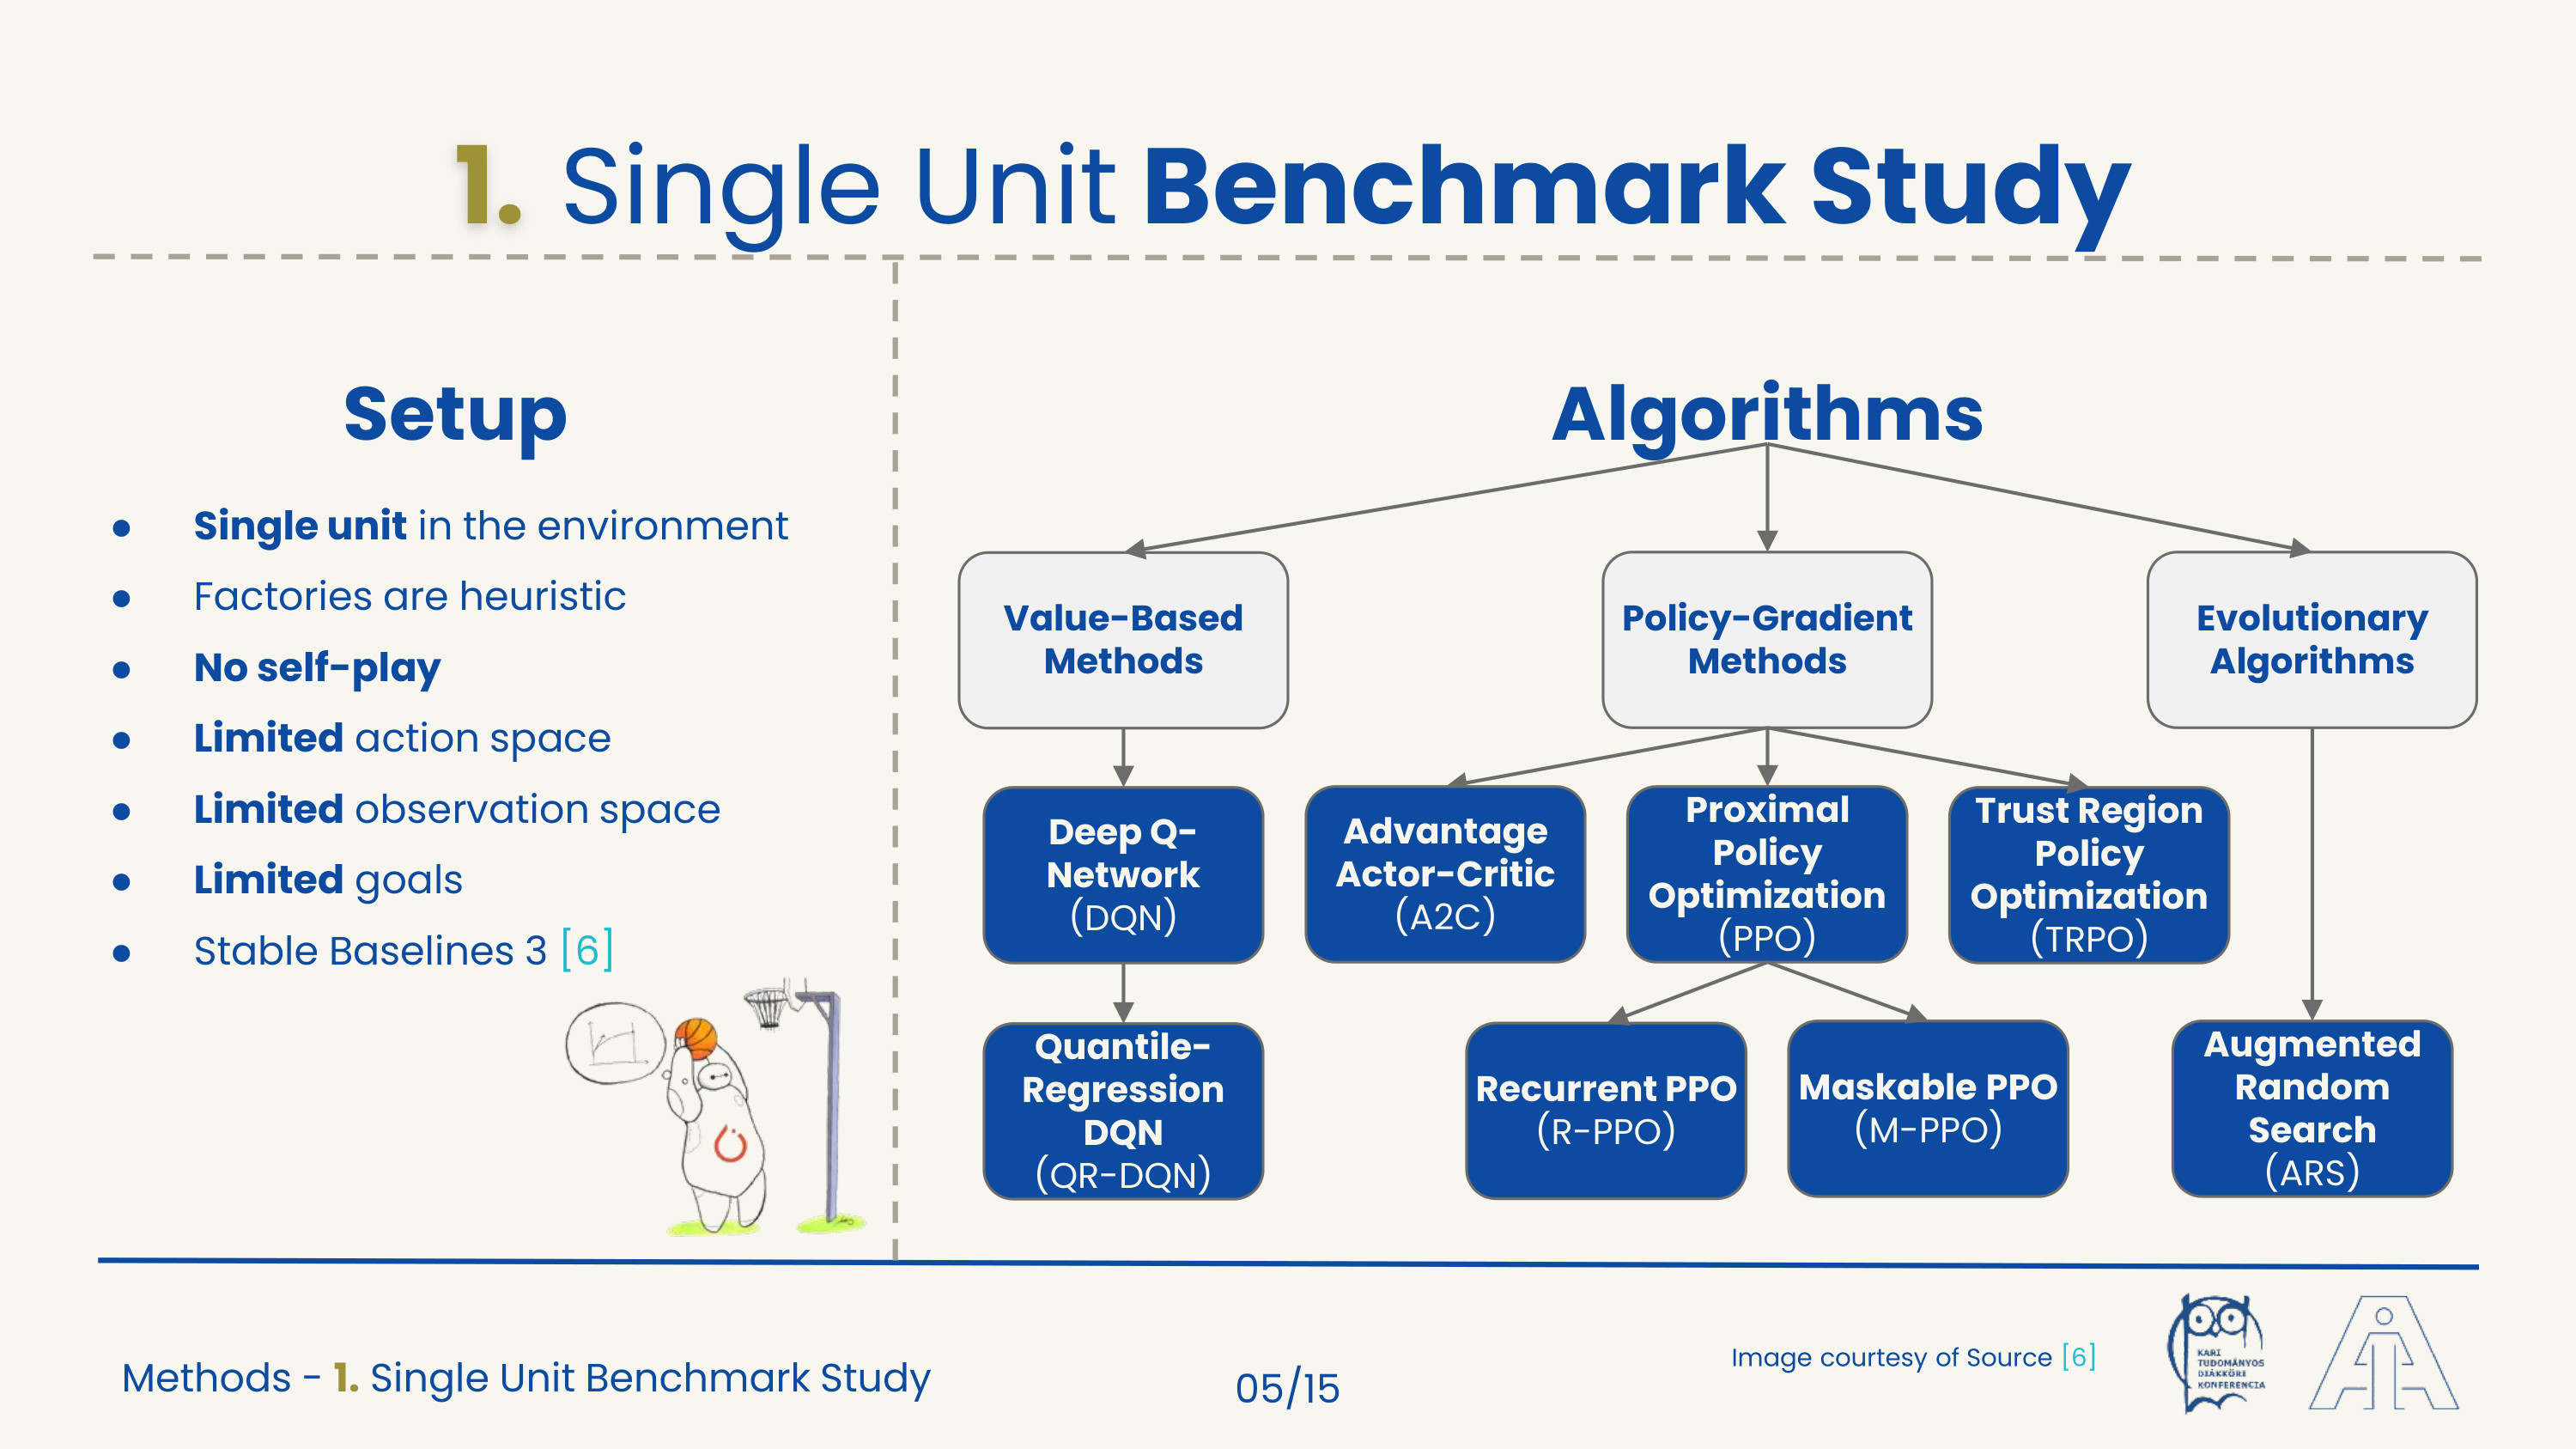 1. Single Unit Benchmark Study
Setup
● Single unit in the environment
● Factories are heuristic
● No self-play
● Limited action space
● Limited observation space
● Limited goals
● Stable Baselines 3 [6]
Algorithms
Value-Based
Methods
Policy-Gradient
Methods
Evolutionary
Algorithms
Deep Q-
Network
(DQN)
Advantage
Actor-Critic
(A2C)
Proximal
Policy
Optimization
(PPO)
Trust Region
Policy
Optimization
(TRPO)
Quantile-
Regression
DQN
(QR-DQN)
Recurrent PPO
(R-PPO)
Maskable PPO
(M-PPO)
Augmented
Random
Search
(ARS)
Methods - 1. Single Unit Benchmark Study
05/15
Image courtesy of Source [6]
KARI
TUDOMÁNYOS
DIÁKKÖRI
KONFERENCIA